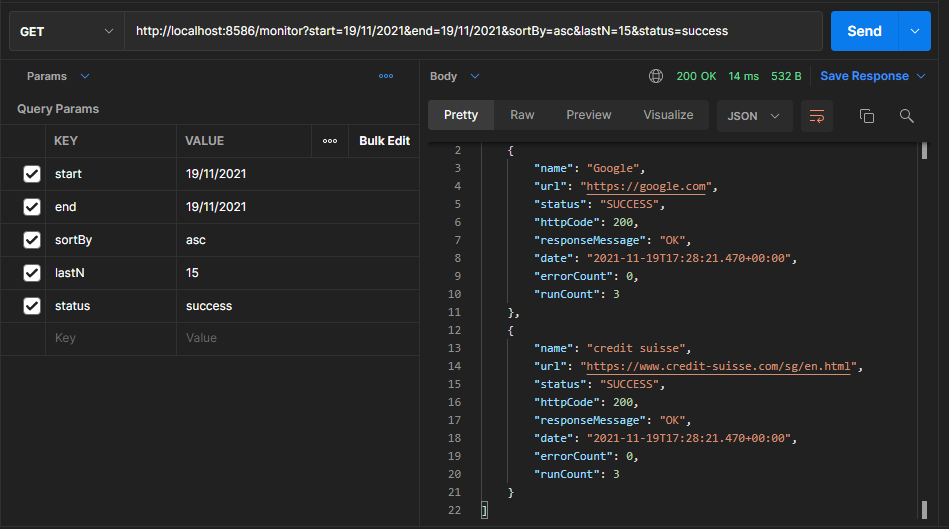 GET http://localhost:8586/monitor?start=19/11/2021&end=19/11/2021&sortBy=asc&lastN=15&status=success Send
Params
Query Params
KEY VALUE Bulk Edit
start 19/11/2021
end 19/11/2021
sortBy asc
lastN 15
status success
Key Value
Body 200 OK 14 ms 532 B Save Response
Pretty Raw Preview Visualize JSON
2 {
3 "name": "Google",
4 "url": "https://google.com",
5 "status": "SUCCESS",
6 "httpCode": 200,
7 "responseMessage": "OK",
8 "date": "2021-11-19T17:28:21.470+00:00",
9 "errorCount": 0,
10 "runCount": 3
11 },
12 {
13 "name": "credit suisse",
14 "url": "https://www.credit-suisse.com/sg/en.html",
15 "status": "SUCCESS",
16 "httpCode": 200,
17 "responseMessage": "OK",
18 "date": "2021-11-19T17:28:21.470+00:00",
19 "errorCount": 0,
20 "runCount": 3
21 }
22 ]